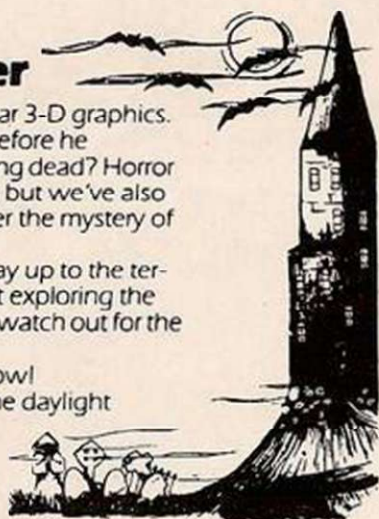 er
ar 3-D graphics.
efore he
ng dead? Horror
but we've also
er the mystery of
ay up to the ter-
t exploring the
watch out for the
ow!
e daylight